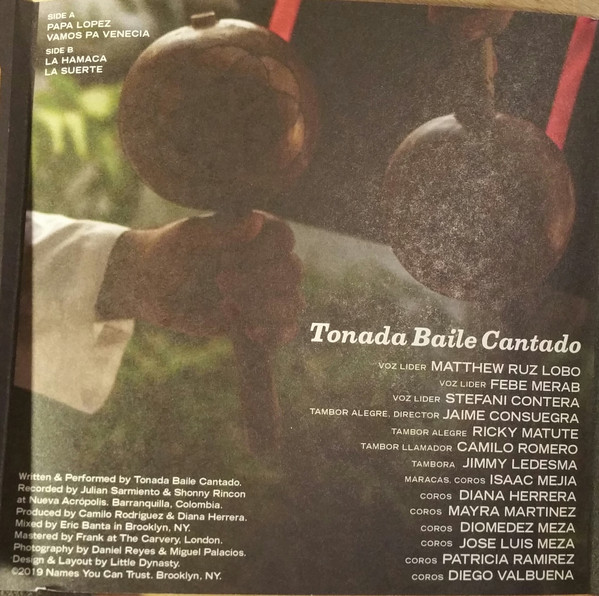 SIDE A
PAPA LOPEZ
VAMOS PA VENECIA
SIDE B
LA HAMACA
LA SUERTE
Tonada Baile Cantado
VOZ LIDER MATTHEW RUZ LOBO
VOZ LIDER FEBE MERAB
VOZ LIDER STEFANI CONTERA
TAMBOR ALEGRE, DIRECTOR JAIME CONSUEGRA
TAMBOR ALEGRE RICKY MATUTE
TAMBOR LLAMADOR CAMILO ROMERO
TAMBORA JIMMY LEDESMA
MARACAS, COROS ISAAC MEJIA
COROS DIANA HERRERA
COROS MAYRA MARTINEZ
COROS DIOMEDEZ MEZA
COROS JOSE LUIS MEZA
COROS PATRICIA RAMIREZ
COROS DIEGO VALBUENA
Written & Performed by Tonada Baile Cantado.
Recorded by Julian Sarmiento & Shonny Rincon
at Nueva Acrópolis. Barranquilla, Colombia.
Produced by Camilo Rodriguez & Diana Herrera.
Mixed by Eric Banta in Brooklyn, NY.
Mastered by Frank at The Carvery, London.
Photography by Daniel Reyes & Miguel Palacios.
Design & Layout by Little Dynasty.
©2019 Names You Can Trust. Brooklyn, NY.